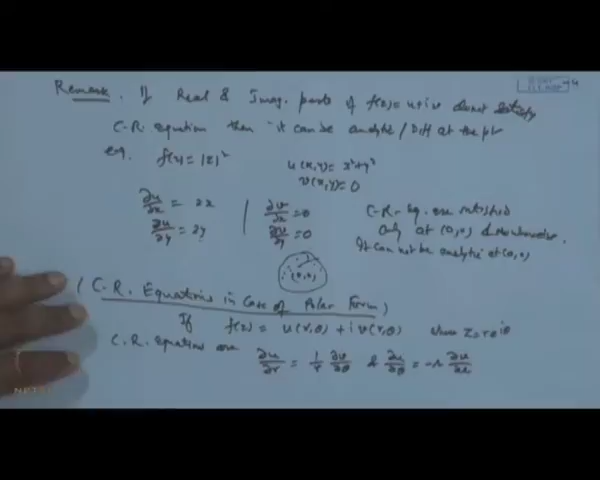 Remark. If Real & Imag. parts of f(z) = u+iv do not satisfy
C-R. equation then it can be analytic / Diff at the pt
eg. f(z) = |z|² u(x,y) = x²+y²
v(x,y) = 0
∂u/∂x = 2x ∂v/∂x = 0 C-R- Eq. are satisfied
∂u/∂y = 2y ∂v/∂y = 0 only at (0,0) & nowhere else.
It can not be analytic at (0,0)
(0,0)
( C.R. Equations in Case of Polar Form )
If f(z) = u(r,θ) + i v(r,θ) where z = r e^iθ
C.R. equation are ∂u/∂r = 1/r ∂v/∂θ & ∂u/∂θ = -r ∂v/∂r